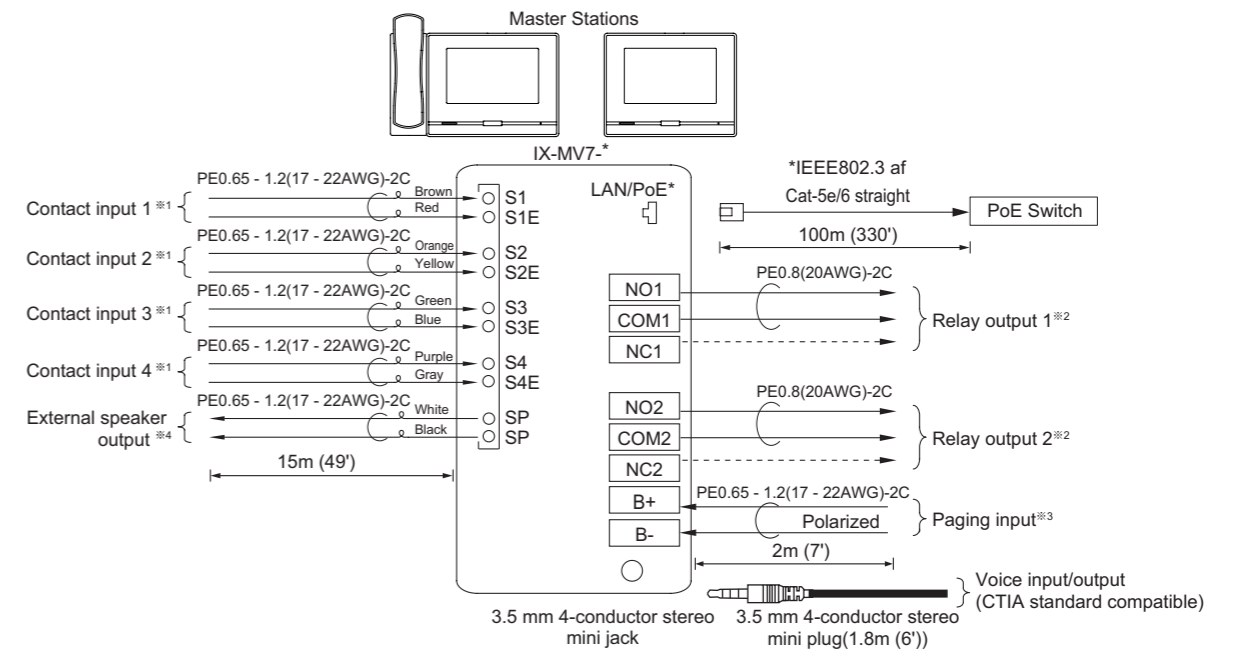 Master Stations
IX-MV7-*
PE0.65 - 1.2(17 - 22AWG)-2C
Contact input 1 ※1
Brown
Red
S1
S1E
PE0.65 - 1.2(17 - 22AWG)-2C
Contact input 2 ※1
Orange
Yellow
S2
S2E
PE0.65 - 1.2(17 - 22AWG)-2C
Contact input 3 ※1
Green
Blue
S3
S3E
PE0.65 - 1.2(17 - 22AWG)-2C
Contact input 4 ※1
Purple
Gray
S4
S4E
PE0.65 - 1.2(17 - 22AWG)-2C
External speaker
output ※4
White
Black
SP
SP
15m (49')
LAN/PoE*
*IEEE802.3 af
Cat-5e/6 straight
PoE Switch
100m (330')
PE0.8(20AWG)-2C
NO1
COM1
NC1
Relay output 1※2
PE0.8(20AWG)-2C
NO2
COM2
NC2
Relay output 2※2
PE0.65 - 1.2(17 - 22AWG)-2C
B+
B-
Polarized
Paging input※3
2m (7')
Voice input/output
(CTIA standard compatible)
3.5 mm 4-conductor stereo
mini jack
3.5 mm 4-conductor stereo
mini plug(1.8m (6'))